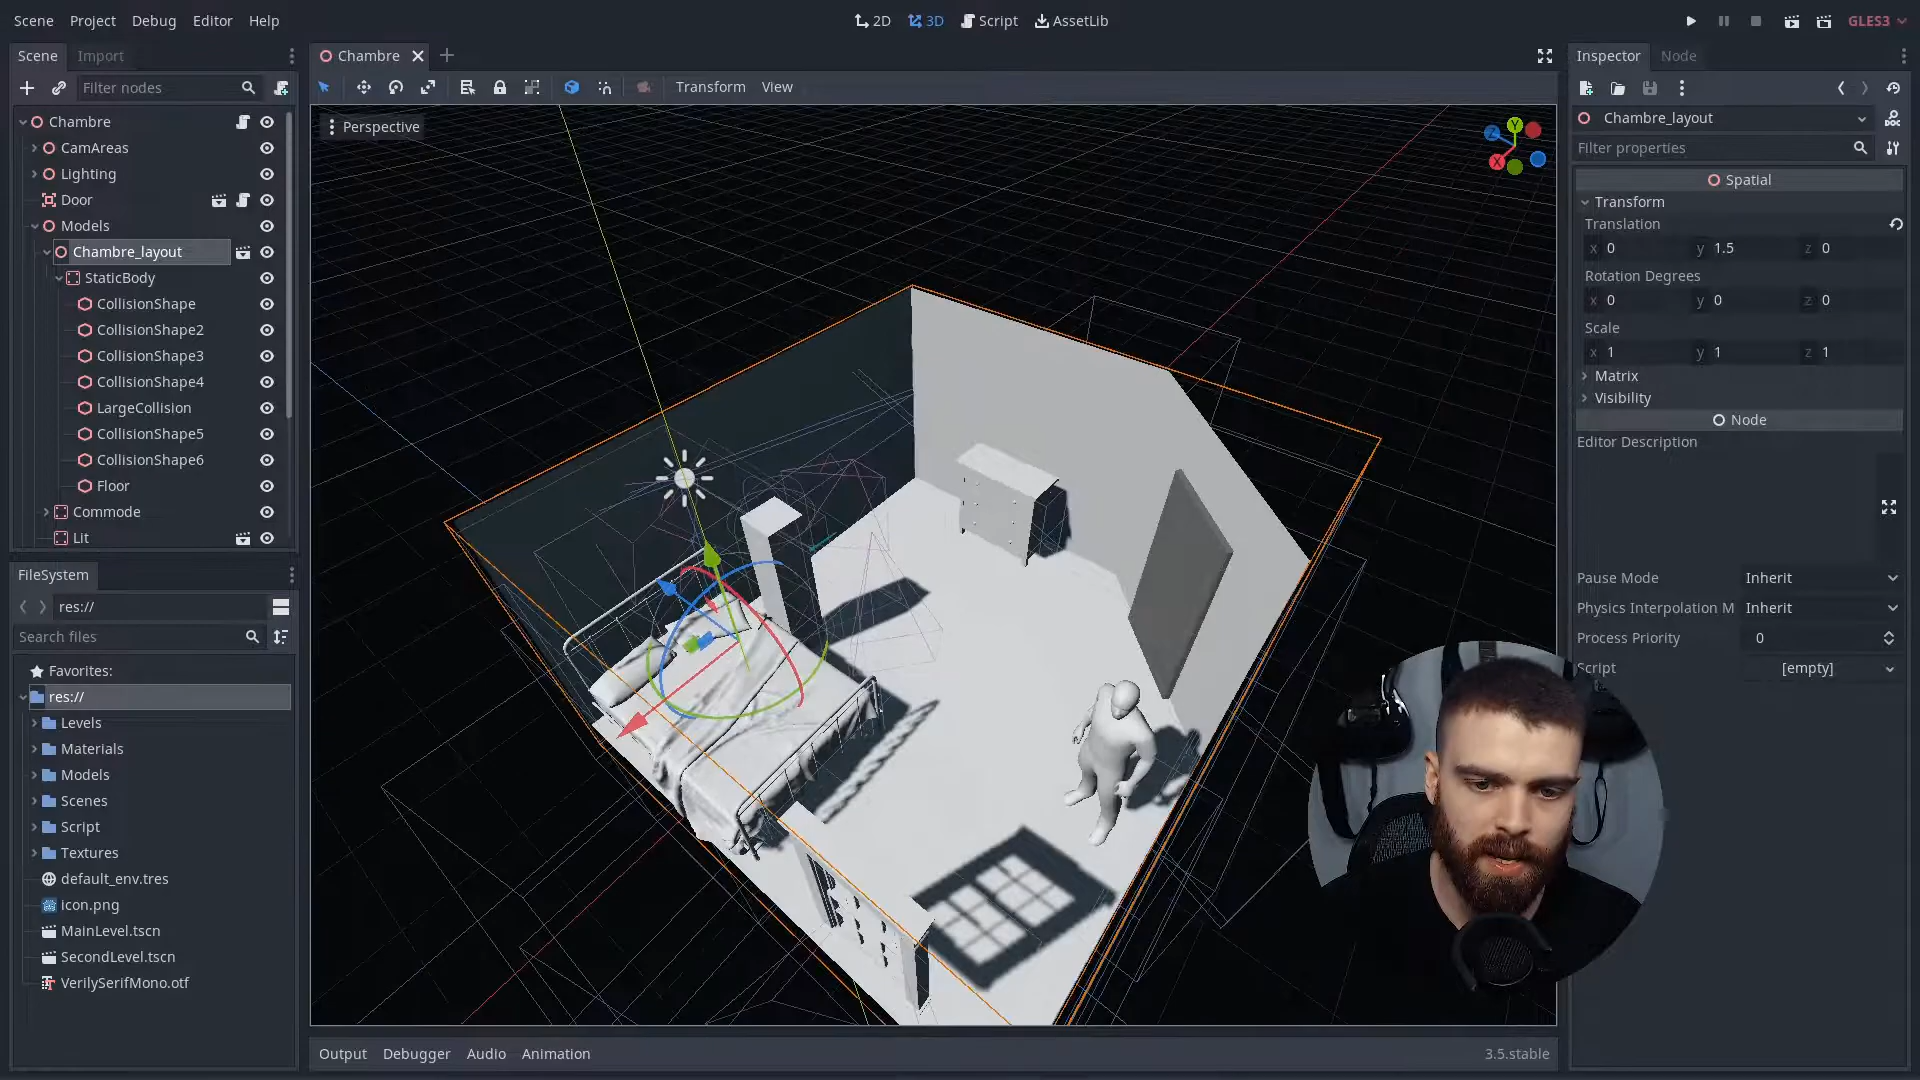 Scene Project Debug Editor Help
2D 3D Script AssetLib
GLES3
Scene Import
Filter nodes
Chambre
CamAreas
Lighting
Door
Models
Chambre_layout
StaticBody
CollisionShape
CollisionShape2
CollisionShape3
CollisionShape4
LargeCollision
CollisionShape5
CollisionShape6
Floor
Commode
Lit
FileSystem
res://
Search files
Favorites:
res://
Levels
Materials
Models
Scenes
Script
Textures
default_env.tres
icon.png
MainLevel.tscn
SecondLevel.tscn
VerilySerifMono.otf
Chambre
Transform View
Perspective
Y
X
Z
Output Debugger Audio Animation
3.5.stable
Inspector Node
Chambre_layout
Filter properties
Spatial
Transform
Translation
x 0 y 1.5 z 0
Rotation Degrees
x 0 y 0 z 0
Scale
x 1 y 1 z 1
Matrix
Visibility
Node
Editor Description
Pause Mode Inherit
Physics Interpolation M Inherit
Process Priority 0
Script [empty]